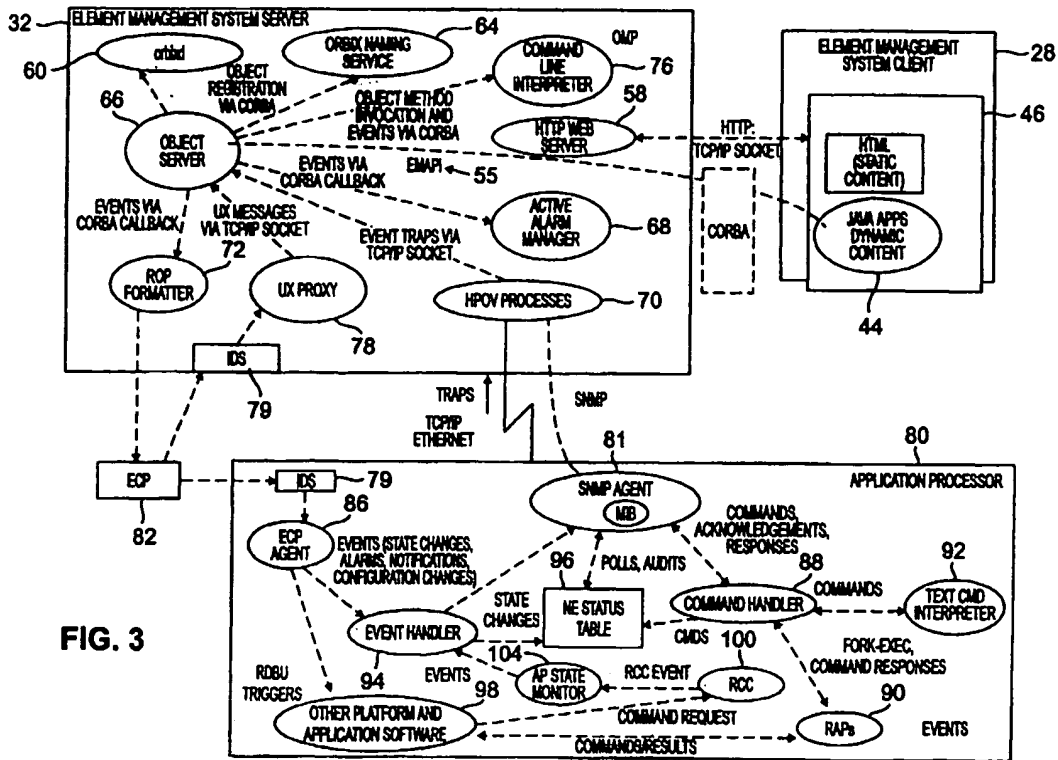 32
ELEMENT MANAGEMENT SYSTEM SERVER
orbixd
60
ORBIX NAMING
SERVICE
64
OMP
COMMAND
LINE
INTERPRETER
76
OBJECT
REGISTRATION
VIA CORBA
66
OBJECT
SERVER
OBJECT METHOD
INVOCATION AND
EVENTS VIA CORBA
58
HTTP WEB
SERVER
HTTP:
TCP/IP SOCKET
EVENTS VIA
CORBA CALLBACK
EMAPI
55
EVENTS VIA
CORBA CALLBACK
UX MESSAGES
VIA TCP/IP SOCKET
72
EVENT TRAPS VIA
TCP/IP SOCKET
ACTIVE
ALARM
MANAGER
68
ROP
FORMATTER
UX PROXY
78
HPOV PROCESSES
70
IDS
79
CORBA
ELEMENT MANAGEMENT
SYSTEM CLIENT
28
46
HTML
(STATIC
CONTENT)
JAVA APPS
DYNAMIC
CONTENT
44
TRAPS
TCP/IP
ETHERNET
SNMP
ECP
82
80
APPLICATION PROCESSOR
IDS
79
81
SNMP AGENT
MIB
86
ECP
AGENT
EVENTS (STATE CHANGES,
ALARMS, NOTIFICATIONS,
CONFIGURATION CHANGES)
COMMANDS,
ACKNOWLEDGEMENTS,
RESPONSES
POLLS, AUDITS
96
NE STATUS
TABLE
88
COMMAND HANDLER
COMMANDS
92
TEXT CMD
INTERPRETER
FIG. 3
EVENT HANDLER
94
STATE
CHANGES
CMDS
104
AP STATE
MONITOR
EVENTS
RCC EVENT
100
RCC
FORK-EXEC,
COMMAND RESPONSES
RDBU
TRIGGERS
98
OTHER PLATFORM AND
APPLICATION SOFTWARE
COMMAND REQUEST
COMMANDS/RESULTS
90
RAPs
EVENTS